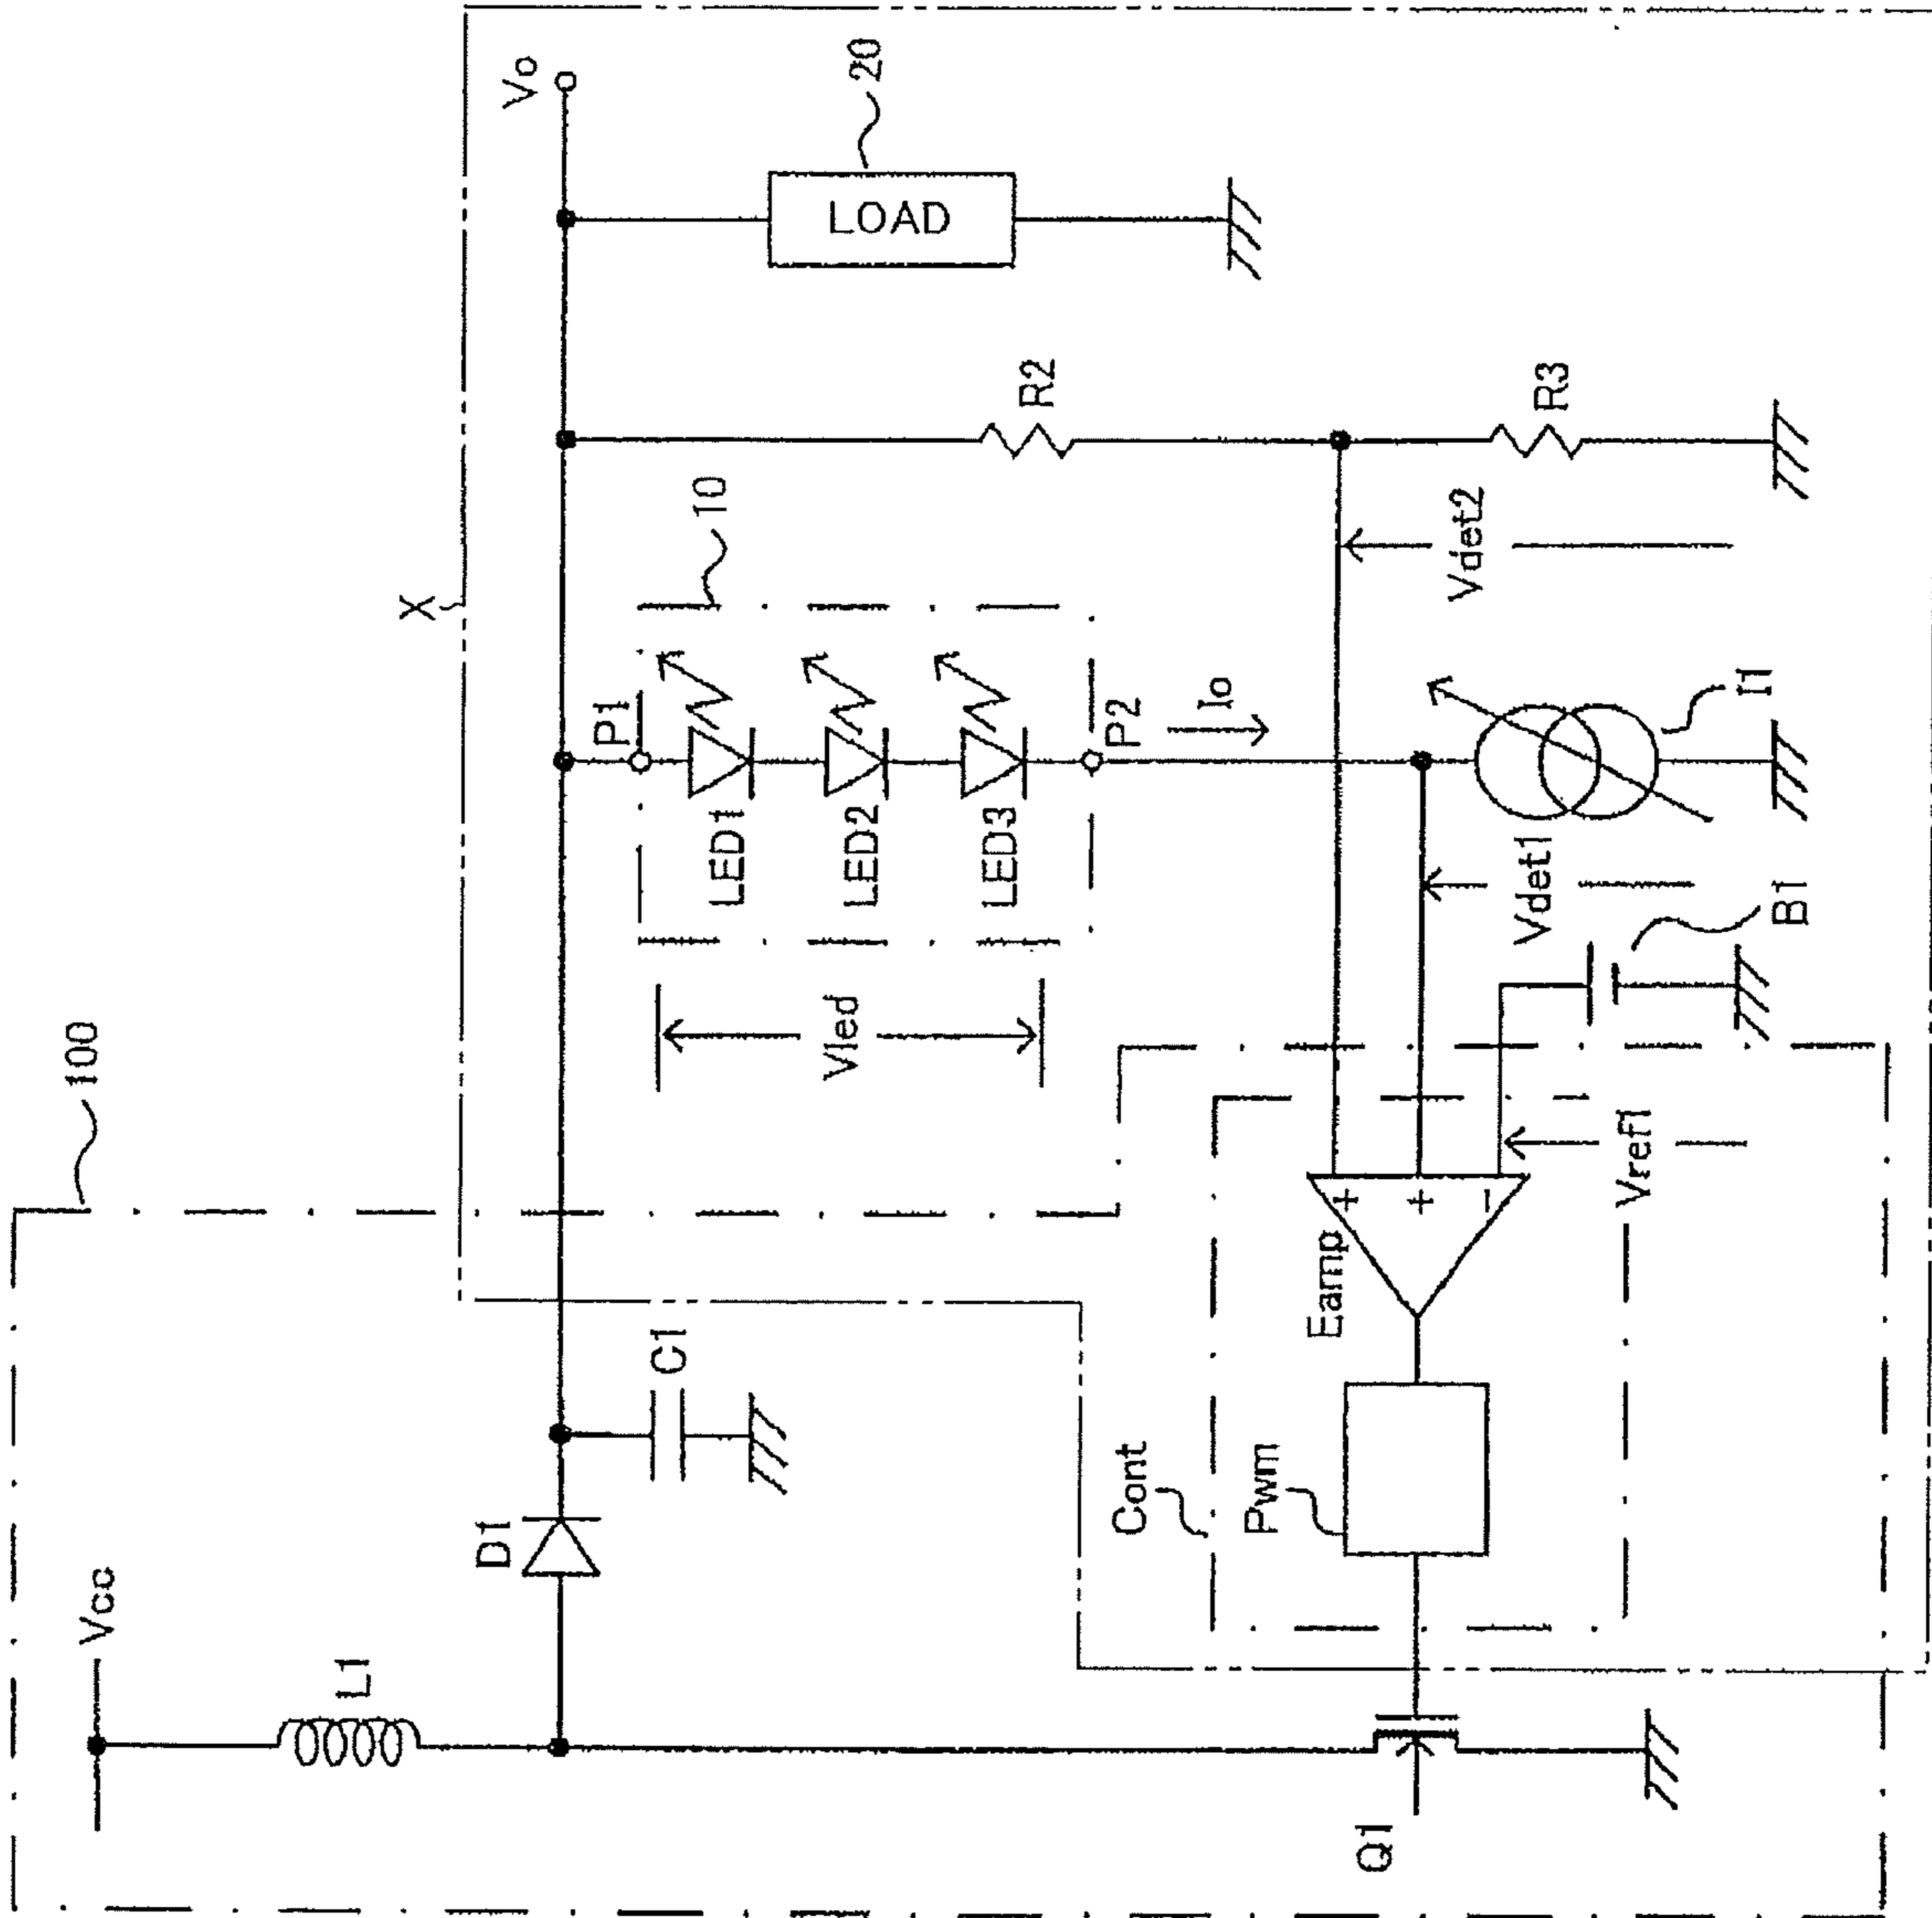 100
Vcc
L1
D1
C1
X
Vo
P1
LED1
LED2
LED3
P2
Vled
10
Io
R2
R3
LOAD
20
Vdet2
Vdet1
I1
B1
Vref1
Eamp
+
+
−
Pwm
Cont
Q1